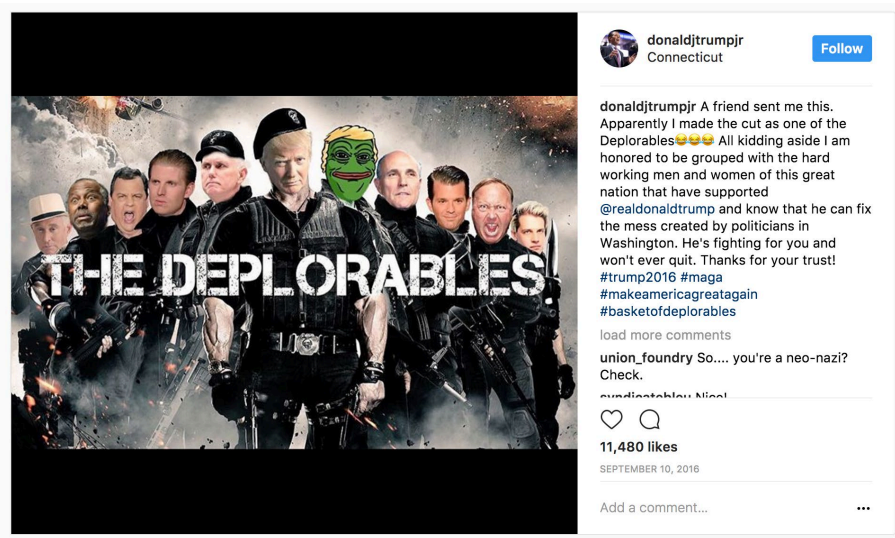 THE DEPLORABLES
donaldjtrumpjr
Connecticut
Follow
donaldjtrumpjr A friend sent me this.
Apparently I made the cut as one of the
Deplorables😂😂😂 All kidding aside I am
honored to be grouped with the hard
working men and women of this great
nation that have supported
@realdonaldtrump and know that he can fix
the mess created by politicians in
Washington. He's fighting for you and
won't ever quit. Thanks for your trust!
#trump2016 #maga
#makeamericagreatagain
#basketofdeplorables
load more comments
union_foundry So.... you're a neo-nazi?
Check.
syndicateblou Nice!
11,480 likes
SEPTEMBER 10, 2016
Add a comment...